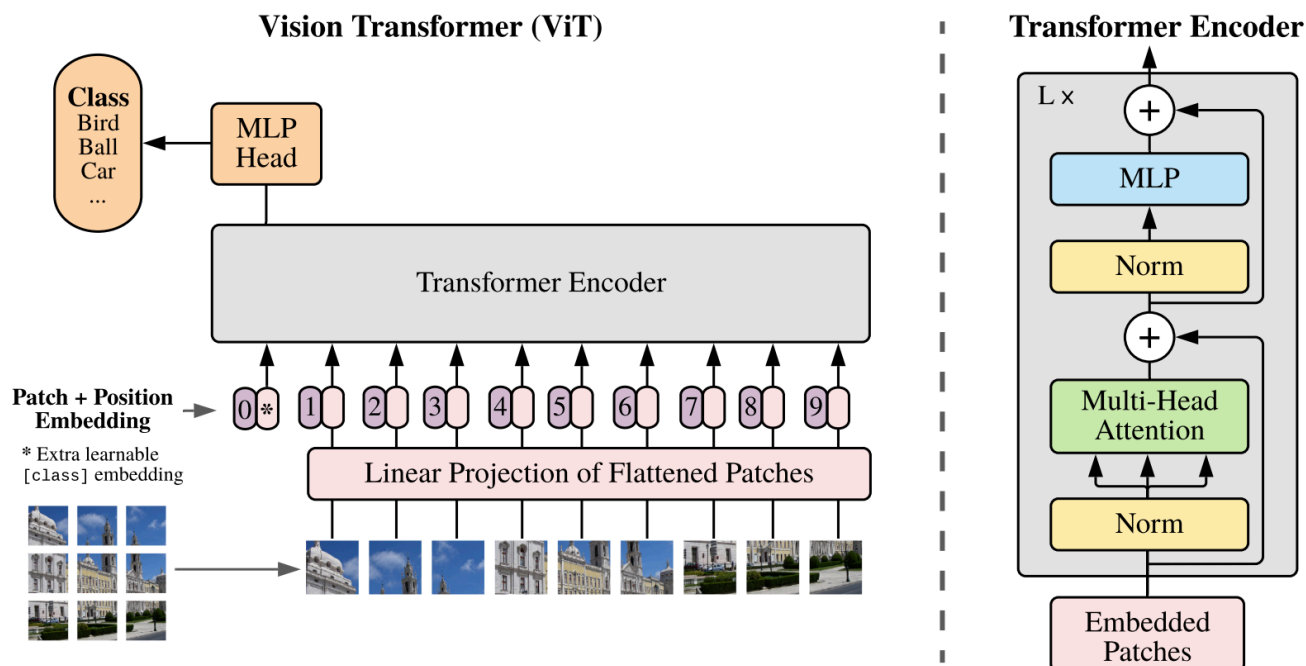 Vision Transformer (ViT)
Class
Bird
Ball
Car
...
MLP
Head
Transformer Encoder
Patch + Position
Embedding
* Extra learnable
[class] embedding
0 * 1 2 3 4 5 6 7 8 9
Linear Projection of Flattened Patches
Transformer Encoder
L ×
+
MLP
Norm
+
Multi-Head
Attention
Norm
Embedded
Patches